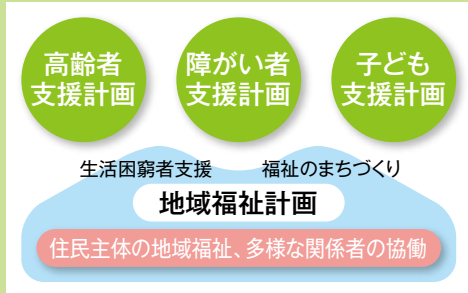 高齢者
支援計画
障がい者
支援計画
子ども
支援計画
生活困窮者支援
福祉のまちづくり
地域福祉計画
住民主体の地域福祉、多様な関係者の協働